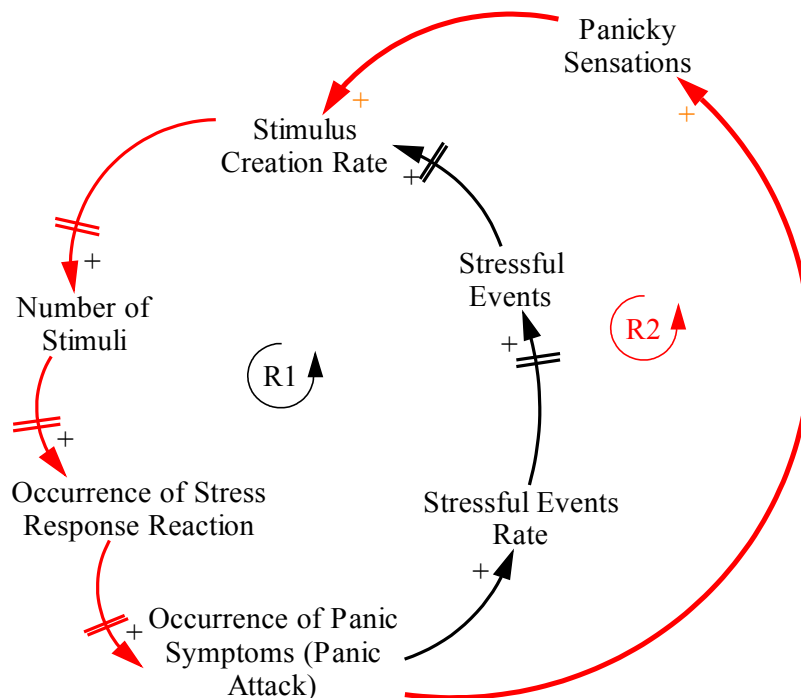 Panicky
Sensations
+
+
Stimulus
Creation Rate
+
+
Stressful
Events
Number of
Stimuli
R2
+
R1
+
Occurrence of Stress
Response Reaction
Stressful Events
Rate
+
+
Occurrence of Panic
Symptoms (Panic
Attack)